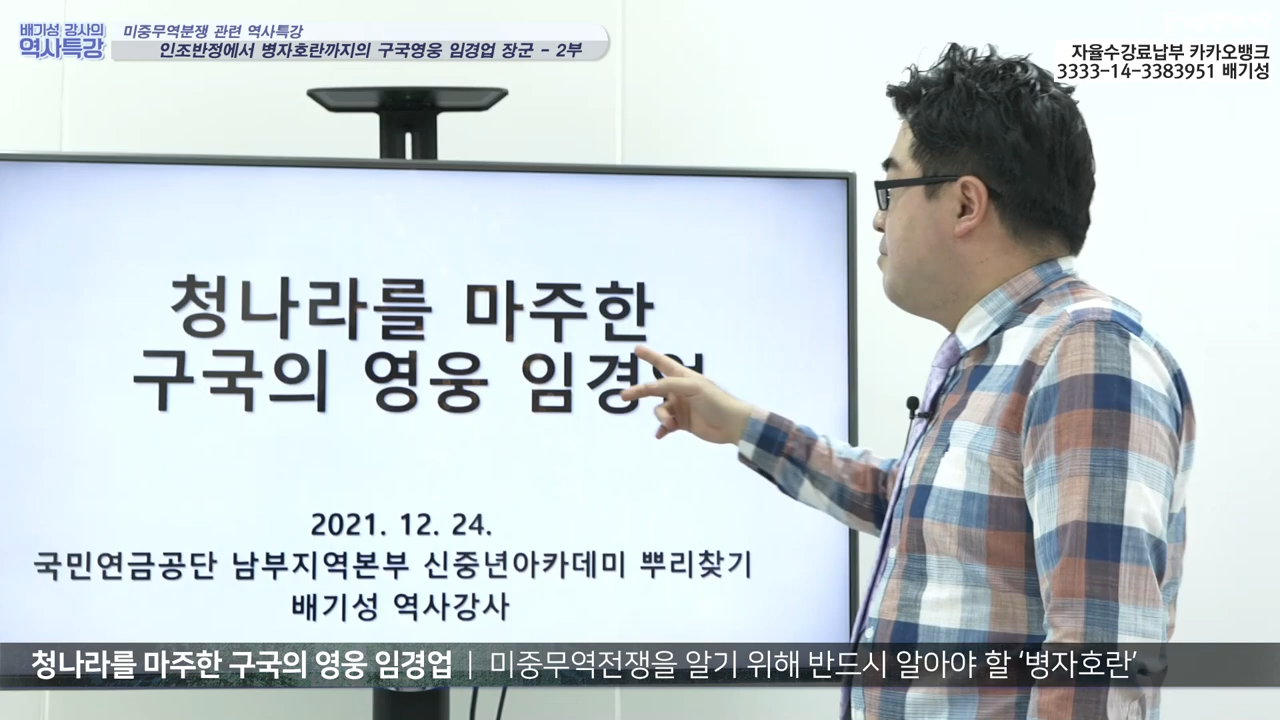 배기성 강사의
역사특강
미중무역분쟁 관련 역사특강
인조반정에서 병자호란까지의 구국영웅 임경업 장군 - 2부
자율수강료납부 카카오뱅크
3333-14-3383951 배기성
청나라를 마주한
구국의 영웅 임경업
2021. 12. 24.
국민연금공단 남부지역본부 신중년아카데미 뿌리찾기
배기성 역사강사
청나라를 마주한 구국의 영웅 임경업 | 미중무역전쟁을 알기 위해 반드시 알아야 할 ‘병자호란’